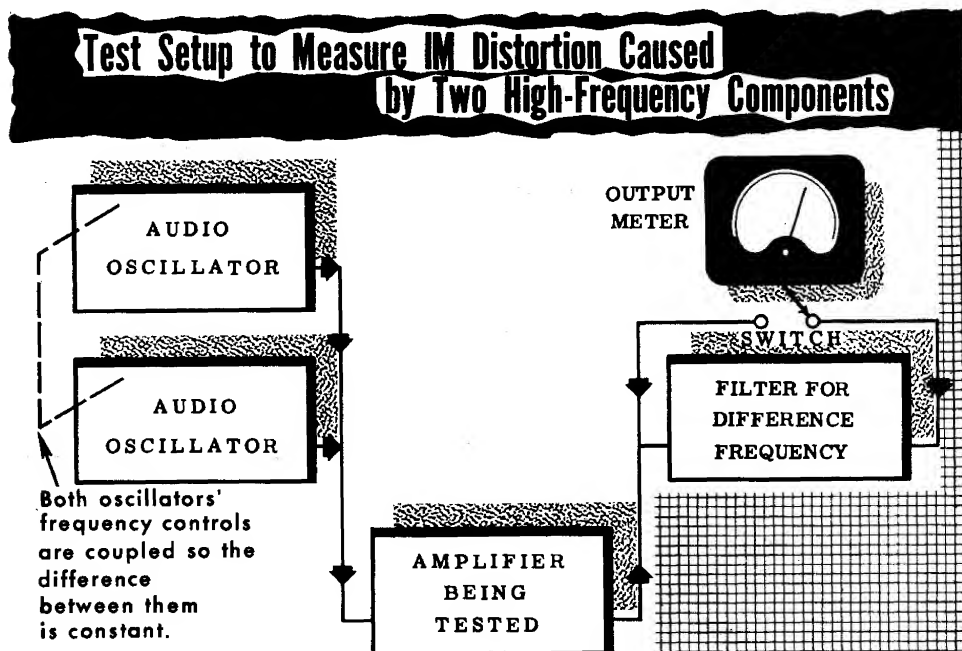 Test Setup to Measure IM Distortion Caused
by Two High-Frequency Components
AUDIO
OSCILLATOR
OUTPUT
METER
SWITCH
AUDIO
OSCILLATOR
FILTER FOR
DIFFERENCE
FREQUENCY
Both oscillators'
frequency controls
are coupled so the
difference
between them
is constant.
AMPLIFIER
BEING
TESTED